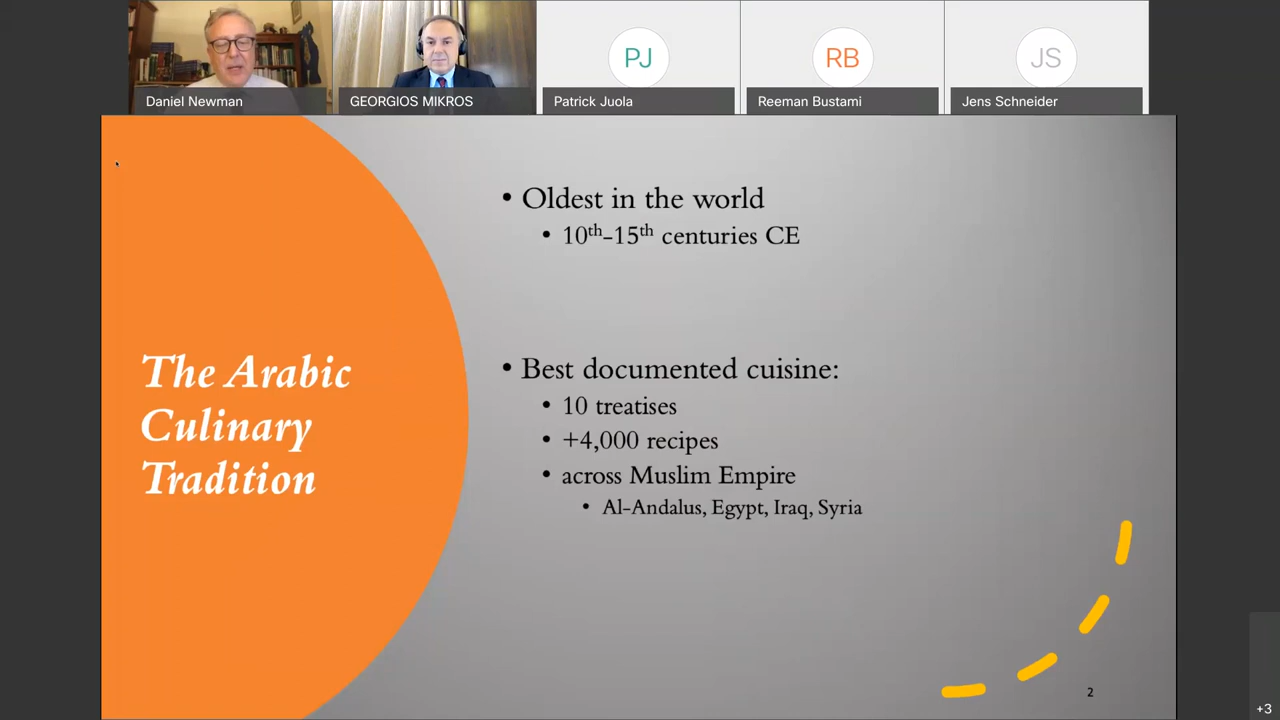 PJ
RB
JS
Daniel Newman
GEORGIOS MIKROS
Patrick Juola
Reeman Bustami
Jens Schneider
The Arabic
Culinary
Tradition
• Oldest in the world
• 10th-15th centuries CE
• Best documented cuisine:
• 10 treatises
• +4,000 recipes
• across Muslim Empire
• Al-Andalus, Egypt, Iraq, Syria
2
+3